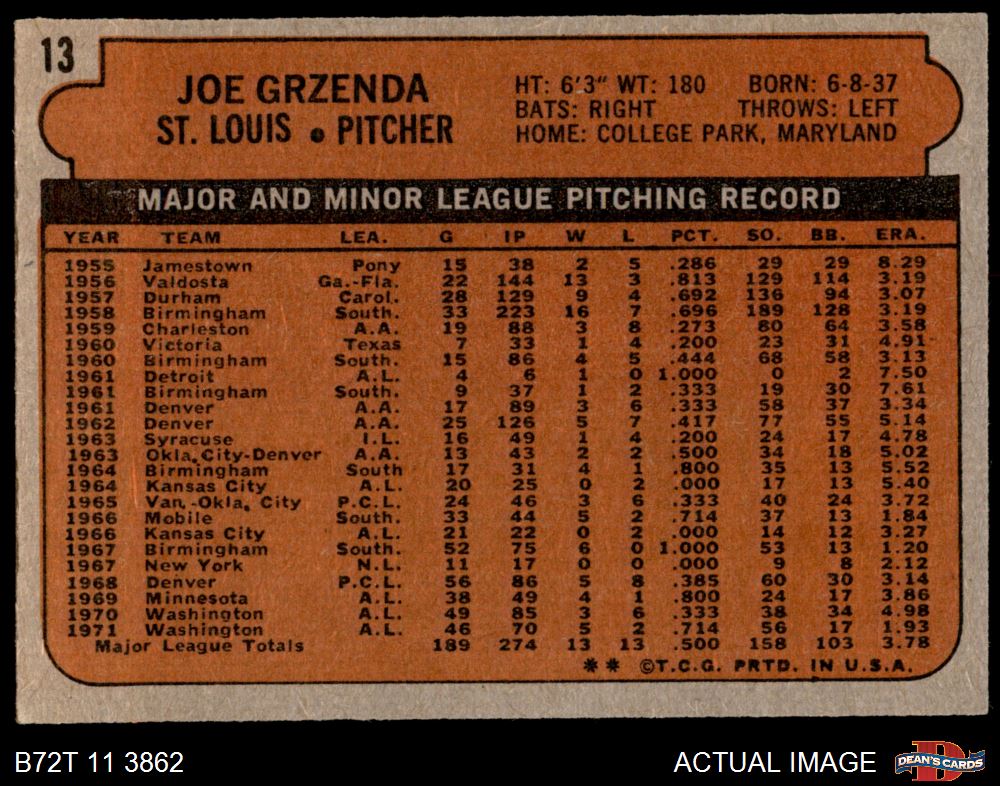 13
JOE GRZENDA
ST. LOUIS • PITCHER
HT: 6'3" WT: 180 BORN: 6-8-37
BATS: RIGHT THROWS: LEFT
HOME: COLLEGE PARK, MARYLAND
MAJOR AND MINOR LEAGUE PITCHING RECORD
YEAR TEAM LEA. G IP W L PCT. SO. BB. ERA.
1955 Jamestown Pony 15 38 2 5 .286 29 29 8.29
1956 Valdosta Ga.-Fla. 22 144 13 3 .813 129 114 3.19
1957 Durham Carol. 28 129 9 4 .692 136 94 3.07
1958 Birmingham South. 33 223 16 7 .696 189 128 3.19
1959 Charleston A.A. 19 88 3 8 .273 80 64 3.58
1960 Victoria Texas 7 33 1 4 .200 23 31 4.91
1960 Birmingham South. 15 86 4 5 .444 68 58 3.13
1961 Detroit A.L. 4 6 1 0 1.000 0 2 7.50
1961 Birmingham South. 9 37 1 2 .333 19 30 7.61
1961 Denver A.A. 17 89 3 6 .333 58 37 3.34
1962 Denver A.A. 25 126 5 7 .417 77 55 5.14
1963 Syracuse I.L. 16 49 1 4 .200 24 17 4.78
1963 Okla. City-Denver A.A. 13 43 2 2 .500 34 18 5.02
1964 Birmingham South 17 31 4 1 .800 35 13 5.52
1964 Kansas City A.L. 20 25 0 2 .000 17 13 5.40
1965 Van.-Okla. City P.C.L. 24 46 3 6 .333 40 24 3.72
1966 Mobile South. 33 44 5 2 .714 37 13 1.84
1966 Kansas City A.L. 21 22 0 2 .000 14 12 3.27
1967 Birmingham South. 52 75 6 0 1.000 53 13 1.20
1967 New York N.L. 11 17 0 0 .000 9 8 2.12
1968 Denver P.C.L. 56 86 5 8 .385 60 30 3.14
1969 Minnesota A.L. 38 49 4 1 .800 24 17 3.86
1970 Washington A.L. 49 85 3 6 .333 38 34 4.98
1971 Washington A.L. 46 70 5 2 .714 56 17 1.93
Major League Totals 189 274 13 13 .500 158 103 3.78
** ©T.C.G. PRTD. IN U.S.A.
B72T 11 3862 ACTUAL IMAGE D DEAN'S CARDS